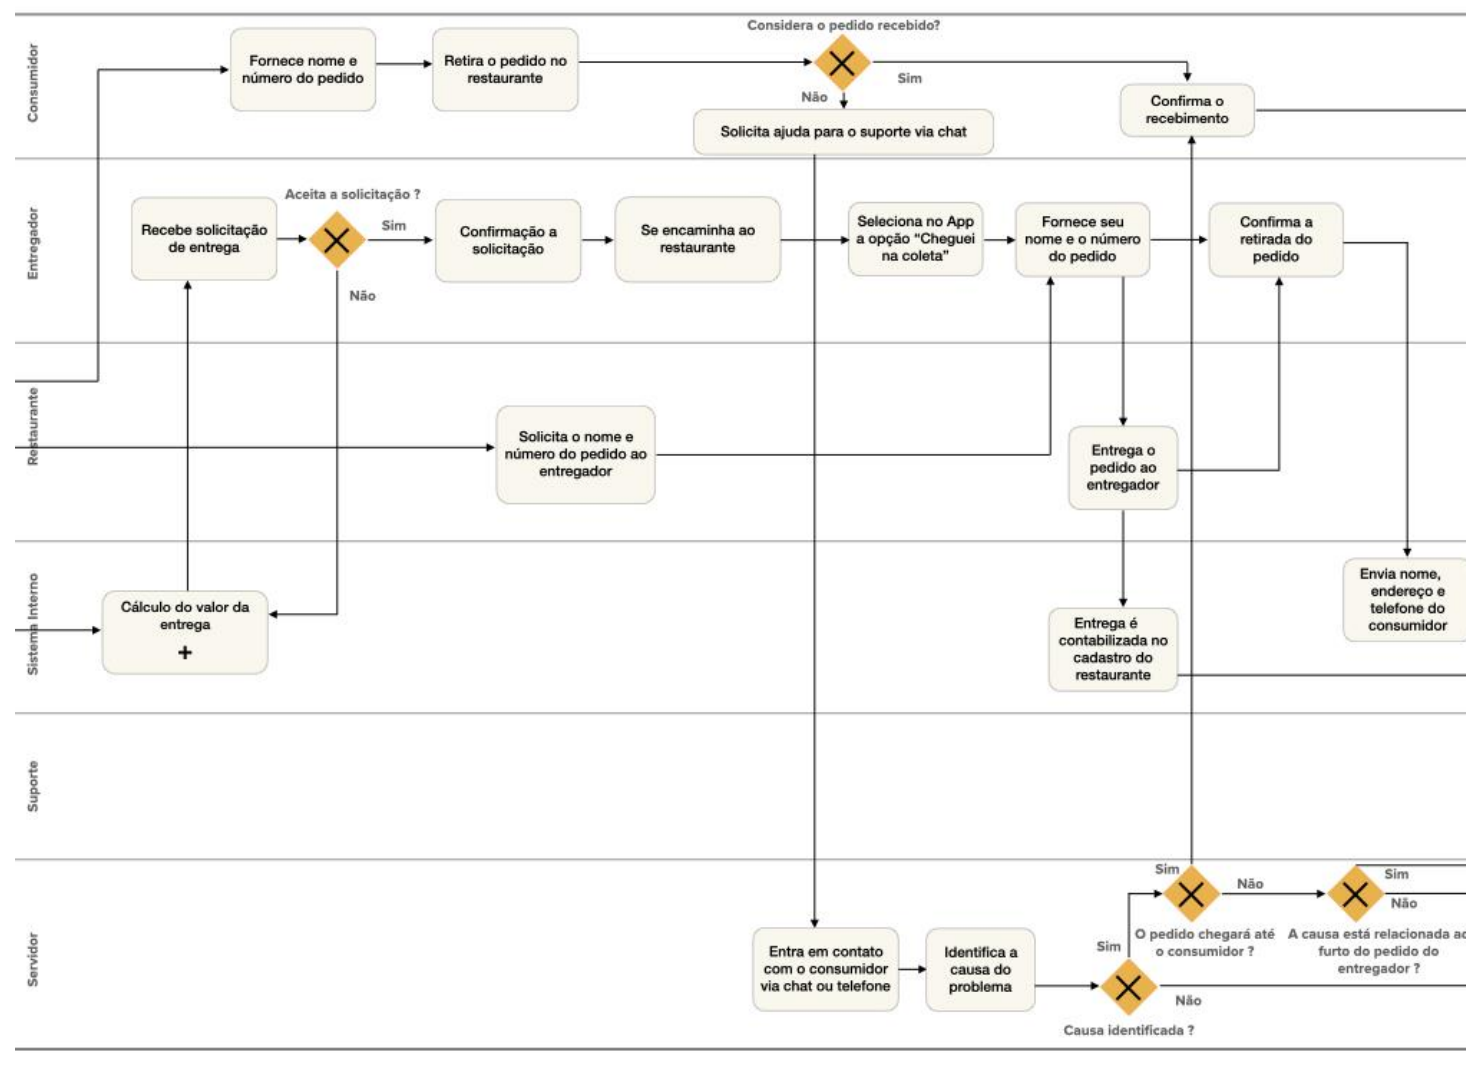 Considera o pedido recebido?
Consumidor
Fornece nome e
número do pedido
Retira o pedido no
restaurante
Sim
Não
Confirma o
recebimento
Solicita ajuda para o suporte via chat
Entregador
Aceita a solicitação ?
Recebe solicitação
de entrega
Sim
Não
Confirmação a
solicitação
Se encaminha ao
restaurante
Seleciona no App
a opção “Cheguei
na coleta”
Fornece seu
nome e o número
do pedido
Confirma a
retirada do
pedido
Restaurante
Solicita o nome e
número do pedido ao
entregador
Entrega o
pedido ao
entregador
Sistema Interno
Cálculo do valor da
entrega
+
Entrega é
contabilizada no
cadastro do
restaurante
Envia nome,
endereço e
telefone do
consumidor
Suporte
Servidor
Entra em contato
com o consumidor
via chat ou telefone
Identifica a
causa do
problema
Sim
Não
Causa identificada ?
Sim
Não
O pedido chegará até
o consumidor ?
Sim
Não
A causa está relacionada ao
furto do pedido do
entregador ?